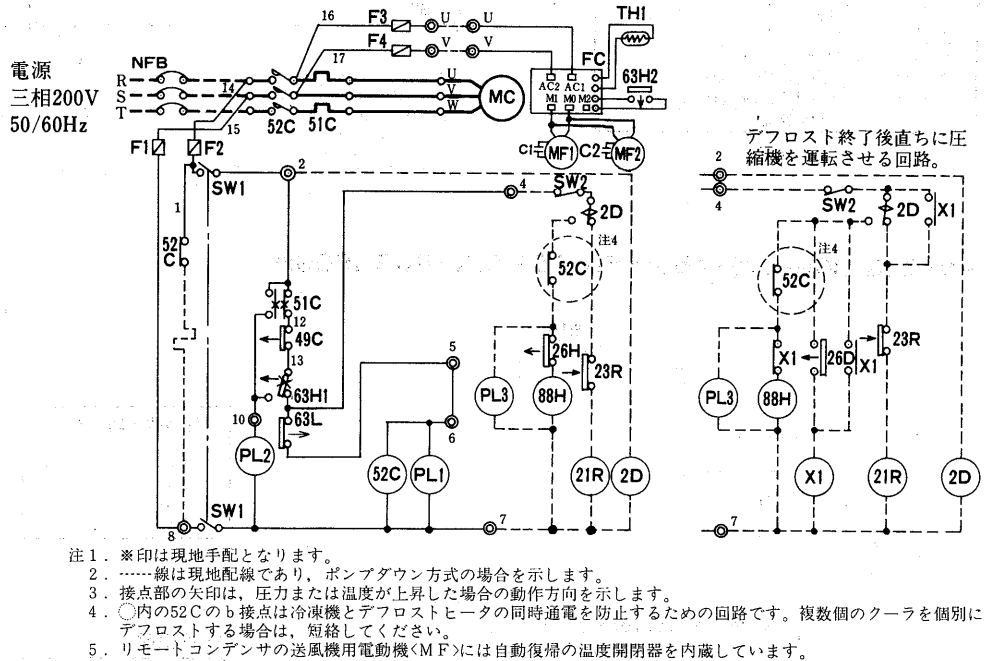 電源
三相200V
50/60Hz
NFB
R
S
T
14
15
16
17
F3
F4
U
U
V
V
52C
51C
U
V
W
MC
TH1
FC
63H2
AC2
AC1
M1
M0
M2
C1
MF1
C2
MF2
F1
F2
SW1
2
1
52
C
51C
12
49C
13
63H1
10
63L
PL2
SW1
8
4
SW2
2D
注4
52C
5
6
26H
23R
PL3
88H
52C
PL1
21R
2D
7
デフロスト終了後直ちに圧
縮機を運転させる回路。
2
4
SW2
2D
X1
注4
52C
X1
26D
X1
23R
PL3
88H
X1
21R
2D
7
注1. ※印は現地手配となります。
2. ------線は現地配線であり，ポンプダウン方式の場合を示します。
3. 接点部の矢印は，圧力または温度が上昇した場合の動作方向を示します。
4. ◌内の52Cのb接点は冷凍機とデフロストヒータの同時通電を防止するための回路です。複数個のクーラを個別に
デフロストする場合は，短絡してください。
5. リモートコンデンサの送風機用電動機〈MF〉には自動復帰の温度開閉器を内蔵しています。